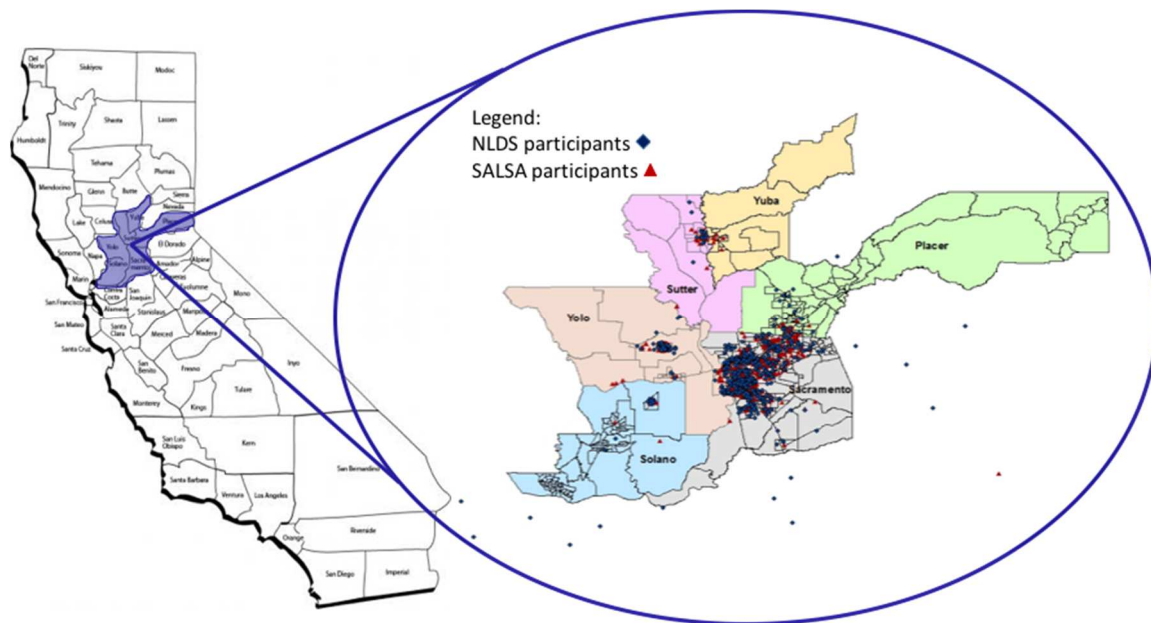 Legend:
NLDS participants
SALSA participants
Yuba
Placer
Sutter
Yolo
Sacramento
Solano
Del Norte
Siskiyou
Modoc
Trinity
Shasta
Lassen
Humboldt
Tehama
Plumas
Mendocino
Glenn
Butte
Sierra
Nevada
Lake
Colusa
Yuba
Placer
Sonoma
Napa
Yolo
El Dorado
Solano
Sacramento
Amador
Alpine
Marin
Calaveras
Contra Costa
San Joaquin
Tuolumne
Mono
San Francisco
Alameda
Stanislaus
Mariposa
San Mateo
Santa Clara
Merced
Madera
Santa Cruz
San Benito
Fresno
Inyo
Monterey
Kings
Tulare
San Luis Obispo
Kern
San Bernardino
Santa Barbara
Ventura
Los Angeles
Orange
Riverside
San Diego
Imperial